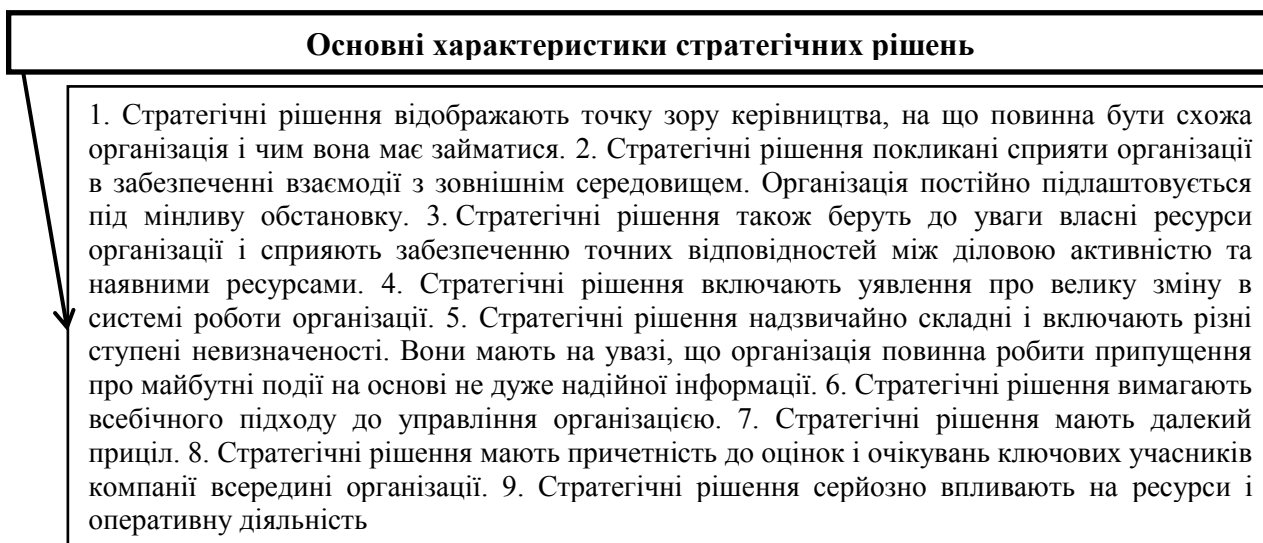 Основні характеристики стратегічних рішень
1. Стратегічні рішення відображають точку зору керівництва, на що повинна бути схожа
організація і чим вона має займатися. 2. Стратегічні рішення покликані сприяти організації
в забезпеченні взаємодії з зовнішнім середовищем. Організація постійно підлаштовується
під мінливу обстановку. 3. Стратегічні рішення також беруть до уваги власні ресурси
організації і сприяють забезпеченню точних відповідностей між діловою активністю та
наявними ресурсами. 4. Стратегічні рішення включають уявлення про велику зміну в
системі роботи організації. 5. Стратегічні рішення надзвичайно складні і включають різні
ступені невизначеності. Вони мають на увазі, що організація повинна робити припущення
про майбутні події на основі не дуже надійної інформації. 6. Стратегічні рішення вимагають
всебічного підходу до управління організацією. 7. Стратегічні рішення мають далекий
приціл. 8. Стратегічні рішення мають причетність до оцінок і очікувань ключових учасників
компанії всередині організації. 9. Стратегічні рішення серйозно впливають на ресурси і
оперативну діяльність